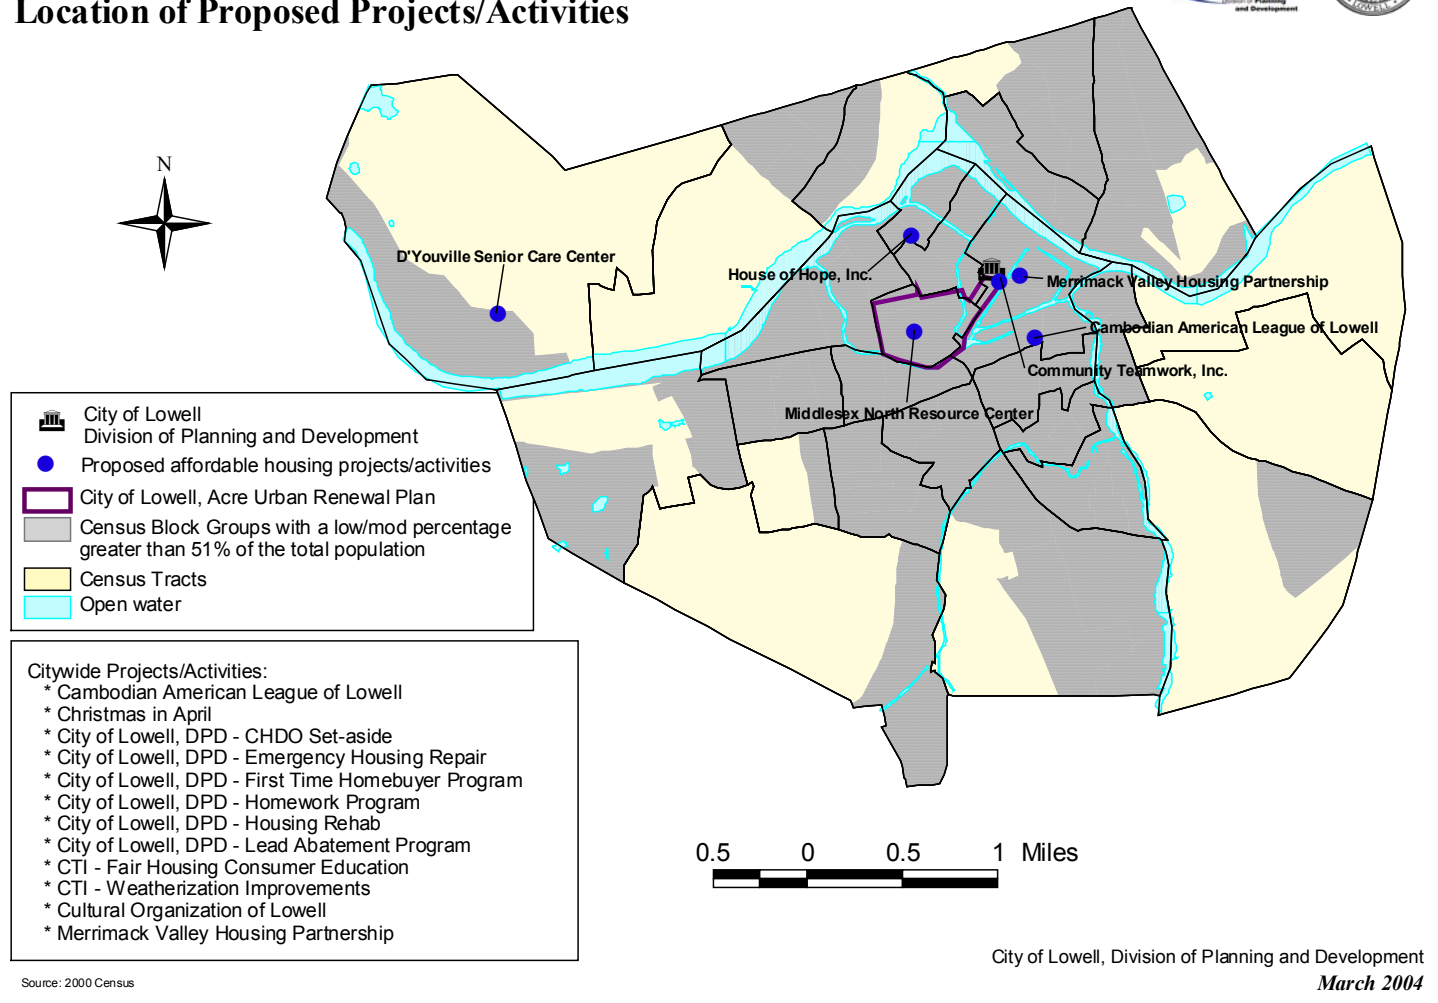 Location of Proposed Projects/Activities
Division of Planning
and Development
LOWELL
N
D'Youville Senior Care Center
House of Hope, Inc.
Merrimack Valley Housing Partnership
Cambodian American League of Lowell
Community Teamwork, Inc.
Middlesex North Resource Center
City of Lowell
Division of Planning and Development
Proposed affordable housing projects/activities
City of Lowell, Acre Urban Renewal Plan
Census Block Groups with a low/mod percentage
greater than 51% of the total population
Census Tracts
Open water
Citywide Projects/Activities:
* Cambodian American League of Lowell
* Christmas in April
* City of Lowell, DPD - CHDO Set-aside
* City of Lowell, DPD - Emergency Housing Repair
* City of Lowell, DPD - First Time Homebuyer Program
* City of Lowell, DPD - Homework Program
* City of Lowell, DPD - Housing Rehab
* City of Lowell, DPD - Lead Abatement Program
* CTI - Fair Housing Consumer Education
* CTI - Weatherization Improvements
* Cultural Organization of Lowell
* Merrimack Valley Housing Partnership
0.5 0 0.5 1 Miles
City of Lowell, Division of Planning and Development
March 2004
Source: 2000 Census